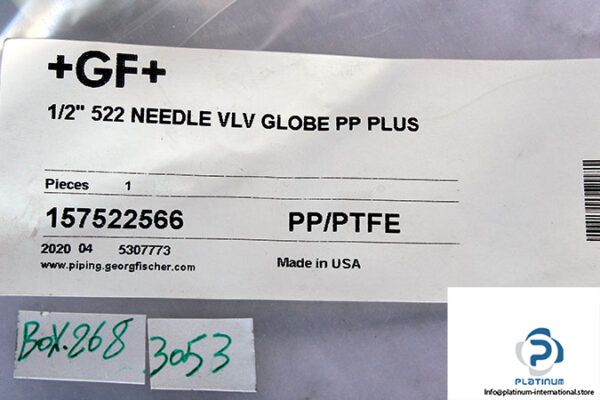 +GF+
1/2" 522 NEEDLE VLV GLOBE PP PLUS
Pieces 1
157522566 PP/PTFE
2020 04 5307773
www.piping.georgfischer.com Made in USA
BOX.268
3053
PLATINUM
Info@platinum-international.store